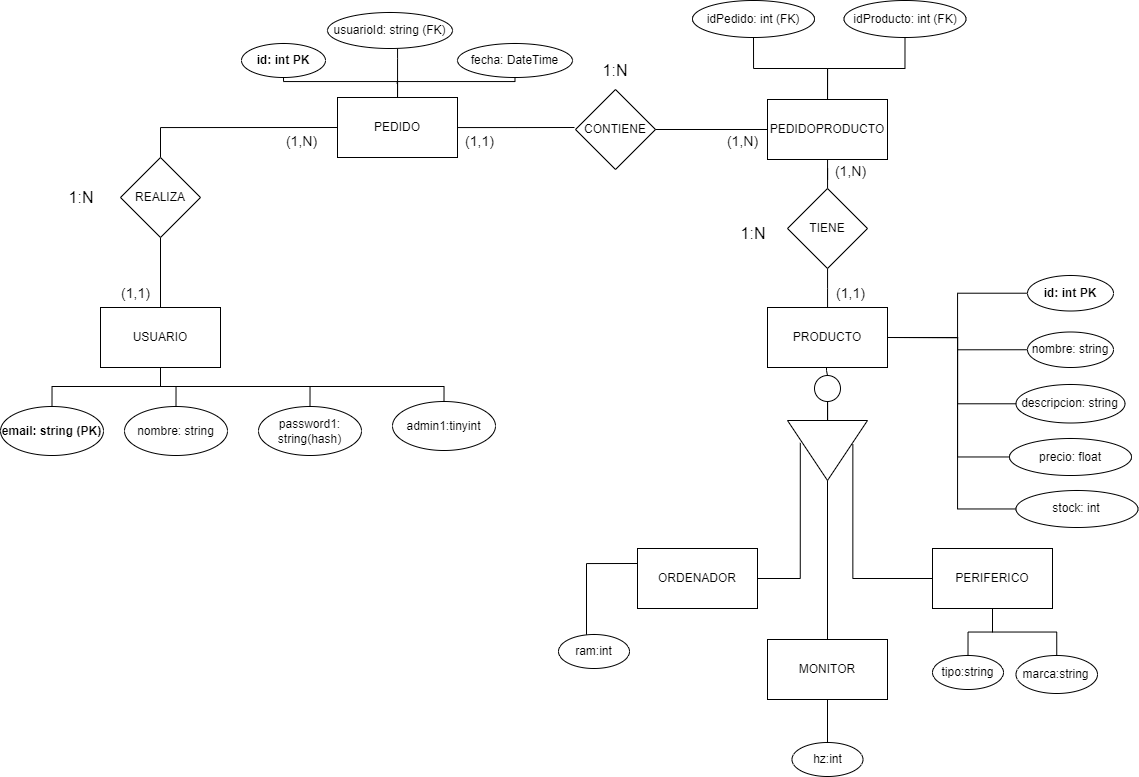 idPedido: int (FK)
idProducto: int (FK)
usuarioId: string (FK)
id: int PK
fecha: DateTime
1:N
PEDIDO
CONTIENE
PEDIDOPRODUCTO
(1,N)
(1,1)
(1,N)
(1,N)
1:N
REALIZA
1:N
TIENE
(1,1)
(1,1)
id: int PK
USUARIO
PRODUCTO
nombre: string
descripcion: string
email: string (PK)
nombre: string
password1:
string(hash)
admin1:tinyint
precio: float
stock: int
ORDENADOR
PERIFERICO
ram:int
MONITOR
tipo:string
marca:string
hz:int